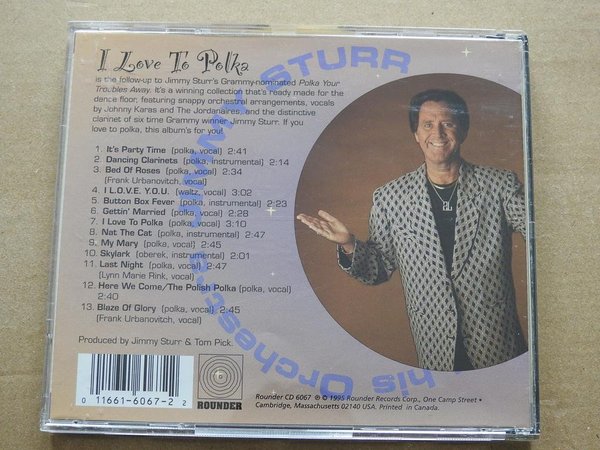 I Love To Polka
is the follow-up to Jimmy Sturr's Grammy-nominated Polka Your
Troubles Away. It's a winning collection that's ready made for the
dance floor, featuring snappy orchestral arrangements, vocals
by Johnny Karas and The Jordanaires, and the distinctive
clarinet of six time Grammy winner Jimmy Sturr. If you
love to polka, this album's for you!
1. It's Party Time (polka, vocal) 2:41
2. Dancing Clarinets (polka, instrumental) 2:14
3. Bed Of Roses (polka, vocal) 2:34
(Frank Urbanovitch, vocal)
4. I L.O.V.E. Y.O.U. (waltz, vocal) 3:02
5. Button Box Fever (polka, instrumental) 2:23
6. Gettin' Married (polka, vocal) 2:28
7. I Love To Polka (polka, vocal) 3:10
8. Nat The Cat (polka, instrumental) 2:47
9. My Mary (polka, vocal) 2:45
10. Skylark (oberek, instrumental) 2:01
11. Last Night (polka, vocal) 2:47
(Lynn Marie Rink, vocal)
12. Here We Come/The Polish Polka (polka, vocal)
2:40
13. Blaze Of Glory (polka, vocal) 2:45
(Frank Urbanovitch, vocal)
Produced by Jimmy Sturr & Tom Pick.
JIMMY STURR
his Orchestra
0 11661-6067-2 2
ROUNDER
Rounder CD 6067 ℗ © 1995 Rounder Records Corp., One Camp Street •
Cambridge, Massachusetts 02140 USA. Printed in Canada.